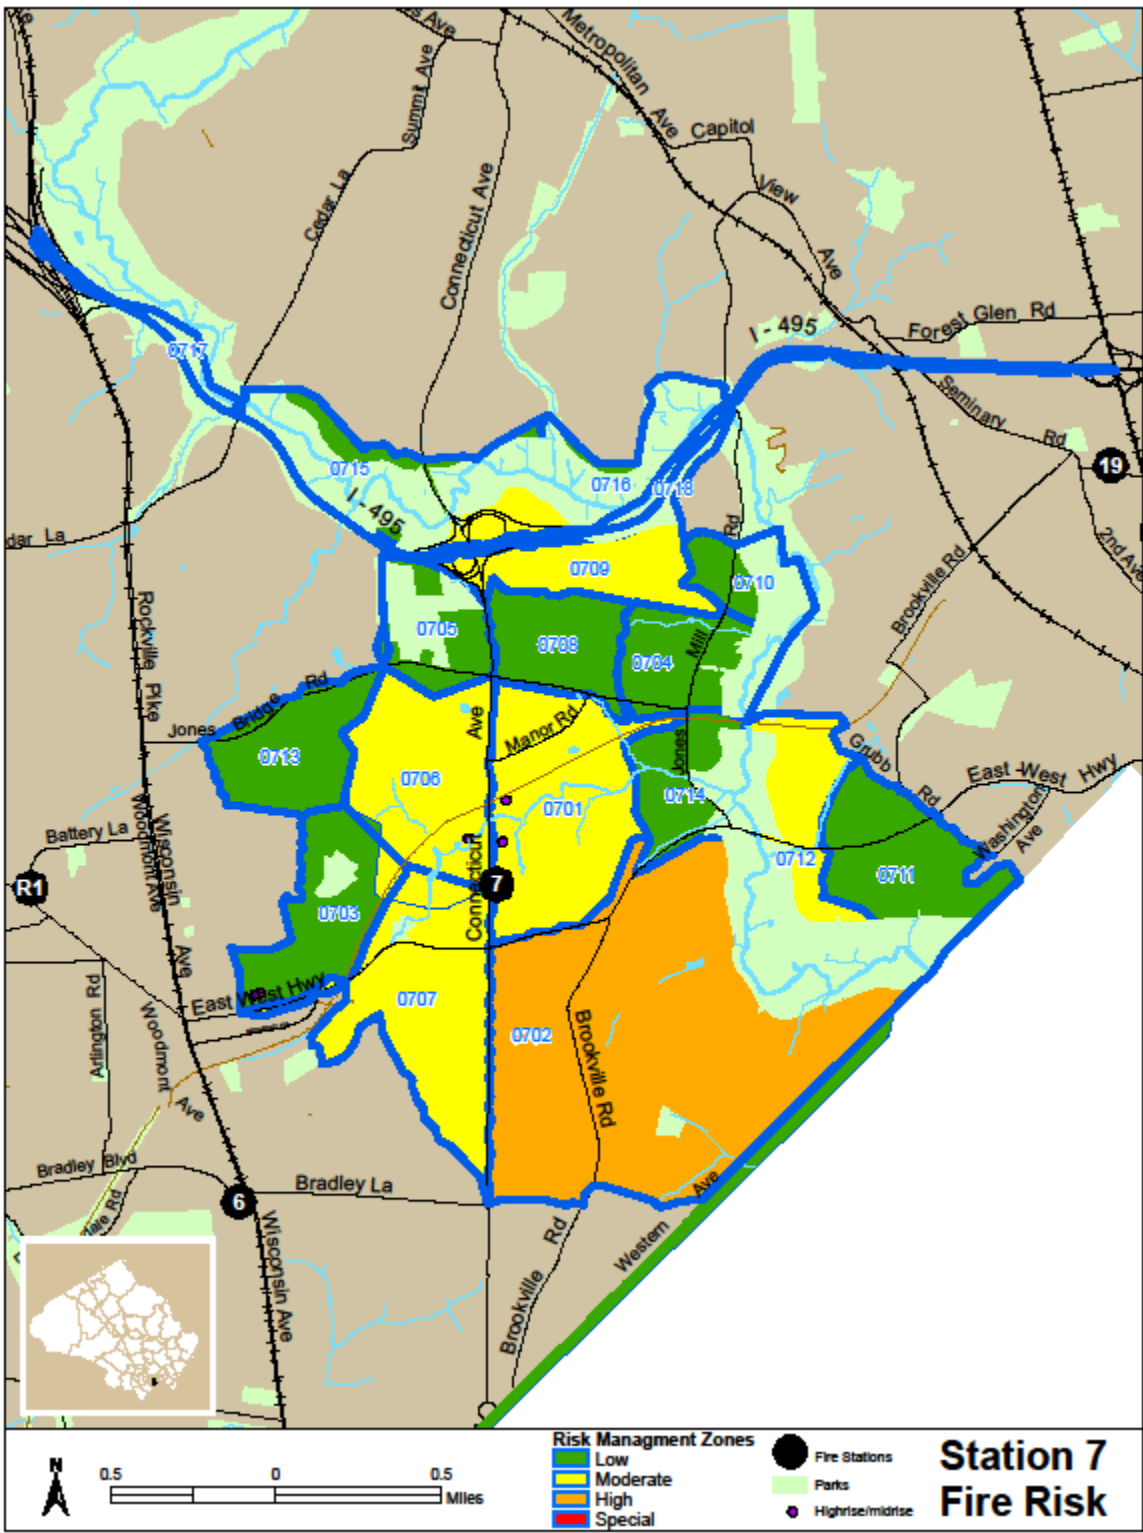 Metropolitan Ave
Summit Ave
Capitol
View
Ave
Cedar La
Connecticut Ave
Forest Glen Rd
I - 495
0717
Seminary
Rd
19
0715
0716
0718
I - 495
dar La
Rd
2nd Ave
0709
0710
Brookville Rd
Rockville Pike
0705
0708
0704
Mill
Jones Bridge Rd
Ave
Manor Rd
0713
Jones
Grubb
Rd
East-West Hwy
0706
0701
0714
Washington
Ave
Battery La
Woodmont Ave
Wisconsin
Ave
0712
0711
R1
7
Connecticut
0703
East West Hwy
0707
0702
Arlington Rd
Woodmont
Ave
Brookville Rd
Bradley Blvd
Bradley La
Ave
6
Western
Wisconsin Ave
Brookville
Rd
N
0.5 0 0.5
Miles
Risk Managment Zones
Low
Moderate
High
Special
Fire Stations
Parks
Highrise/midrise
Station 7
Fire Risk